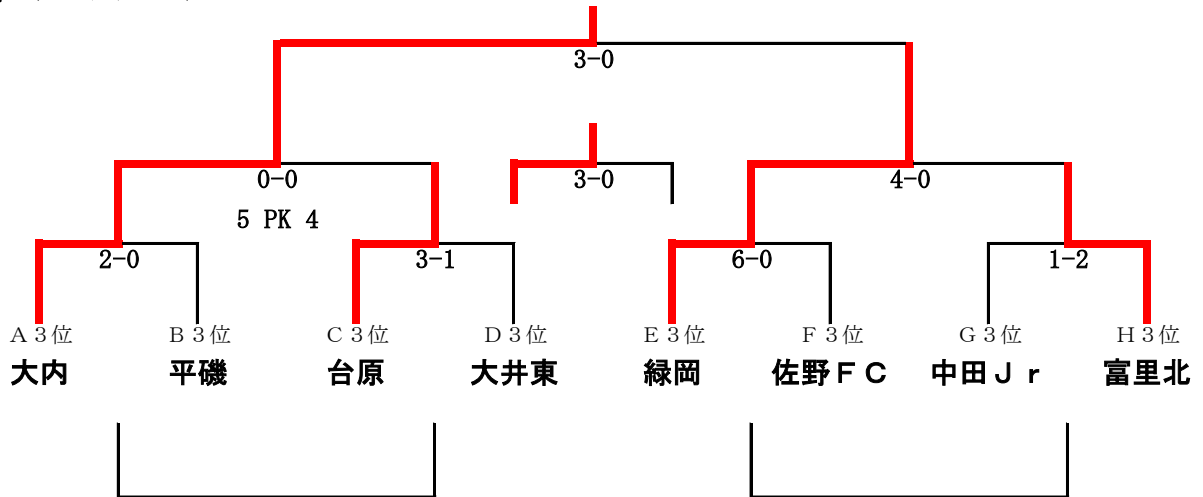 3-0
3-0
0-0
4-0
5 PK 4
2-0
3-1
6-0
1-2
A3位
B3位
C3位
D3位
E3位
F3位
G3位
H3位
大内
平磯
台原
大井東
緑岡
佐野FC
中田Jr
富里北